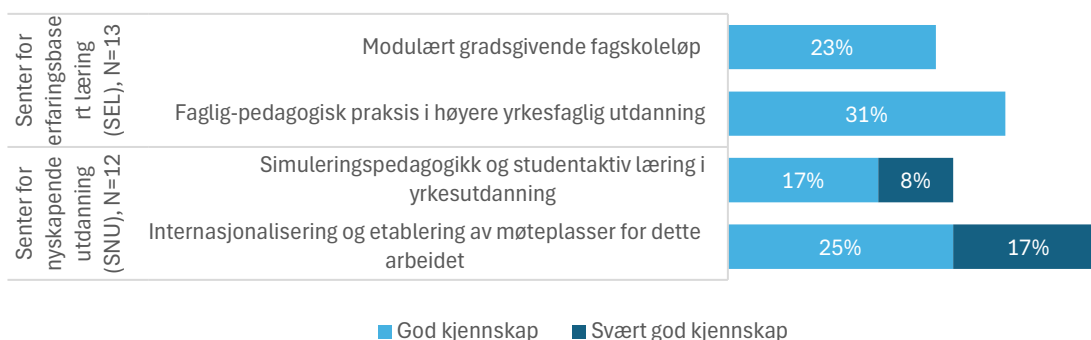 Senter for
erfaringsbase
rt læring
(SEL), N=13
Modulært gradsgivende fagskoleløp
23%
Faglig-pedagogisk praksis i høyere yrkesfaglig utdanning
31%
Senter for
nyskapende
utdanning
(SNU), N=12
Simuleringspedagogikk og studentaktiv læring i
yrkesutdanning
17%
8%
Internasjonalisering og etablering av møteplasser for dette
arbeidet
25%
17%
God kjennskap
Svært god kjennskap